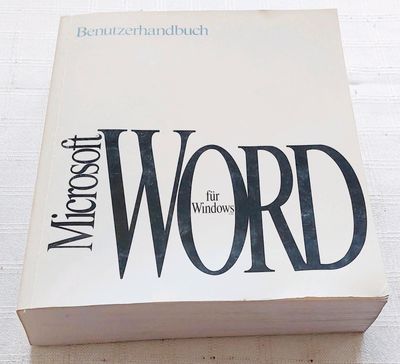 Benutzerhandbuch
Microsoft
WORD
für
Windows